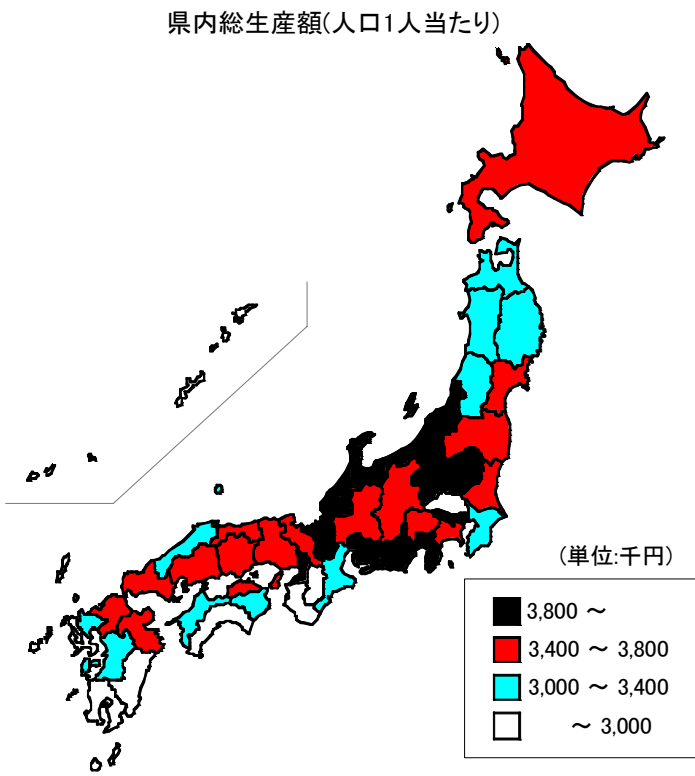 県内総生産額(人口1人当たり)
(単位:千円)
3,800 ～
3,400 ～ 3,800
3,000 ～ 3,400
～ 3,000